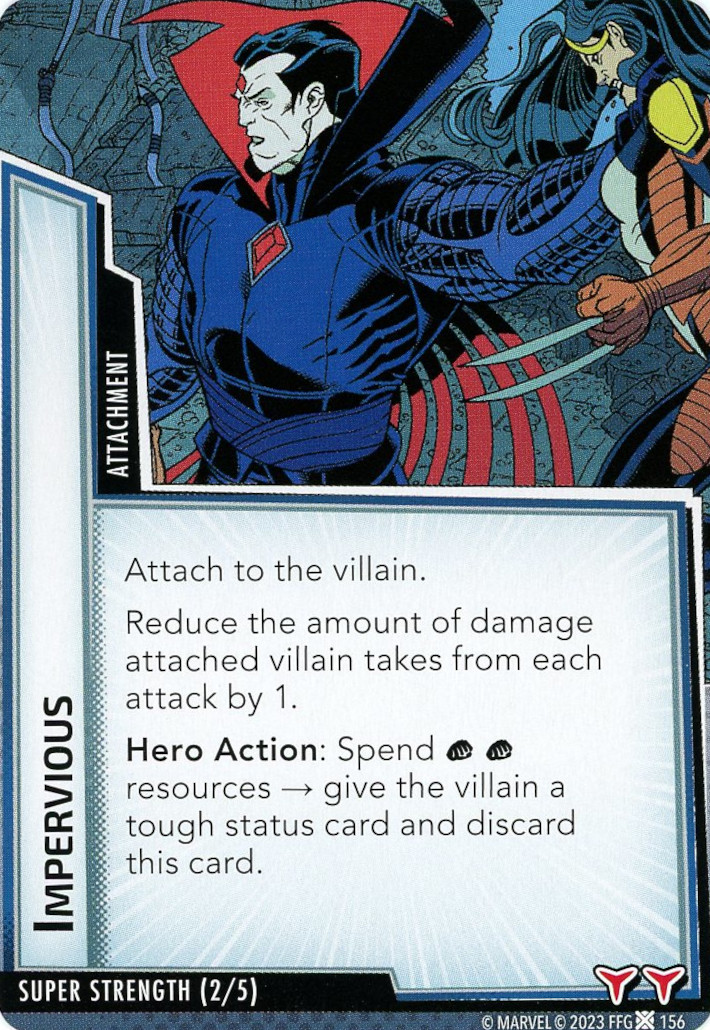 ATTACHMENT
Attach to the villain.
Reduce the amount of damage
attached villain takes from each
attack by 1.
Hero Action: Spend
resources → give the villain a
tough status card and discard
this card.
IMPERVIOUS
SUPER STRENGTH (2/5)
© MARVEL © 2023 FFG 156